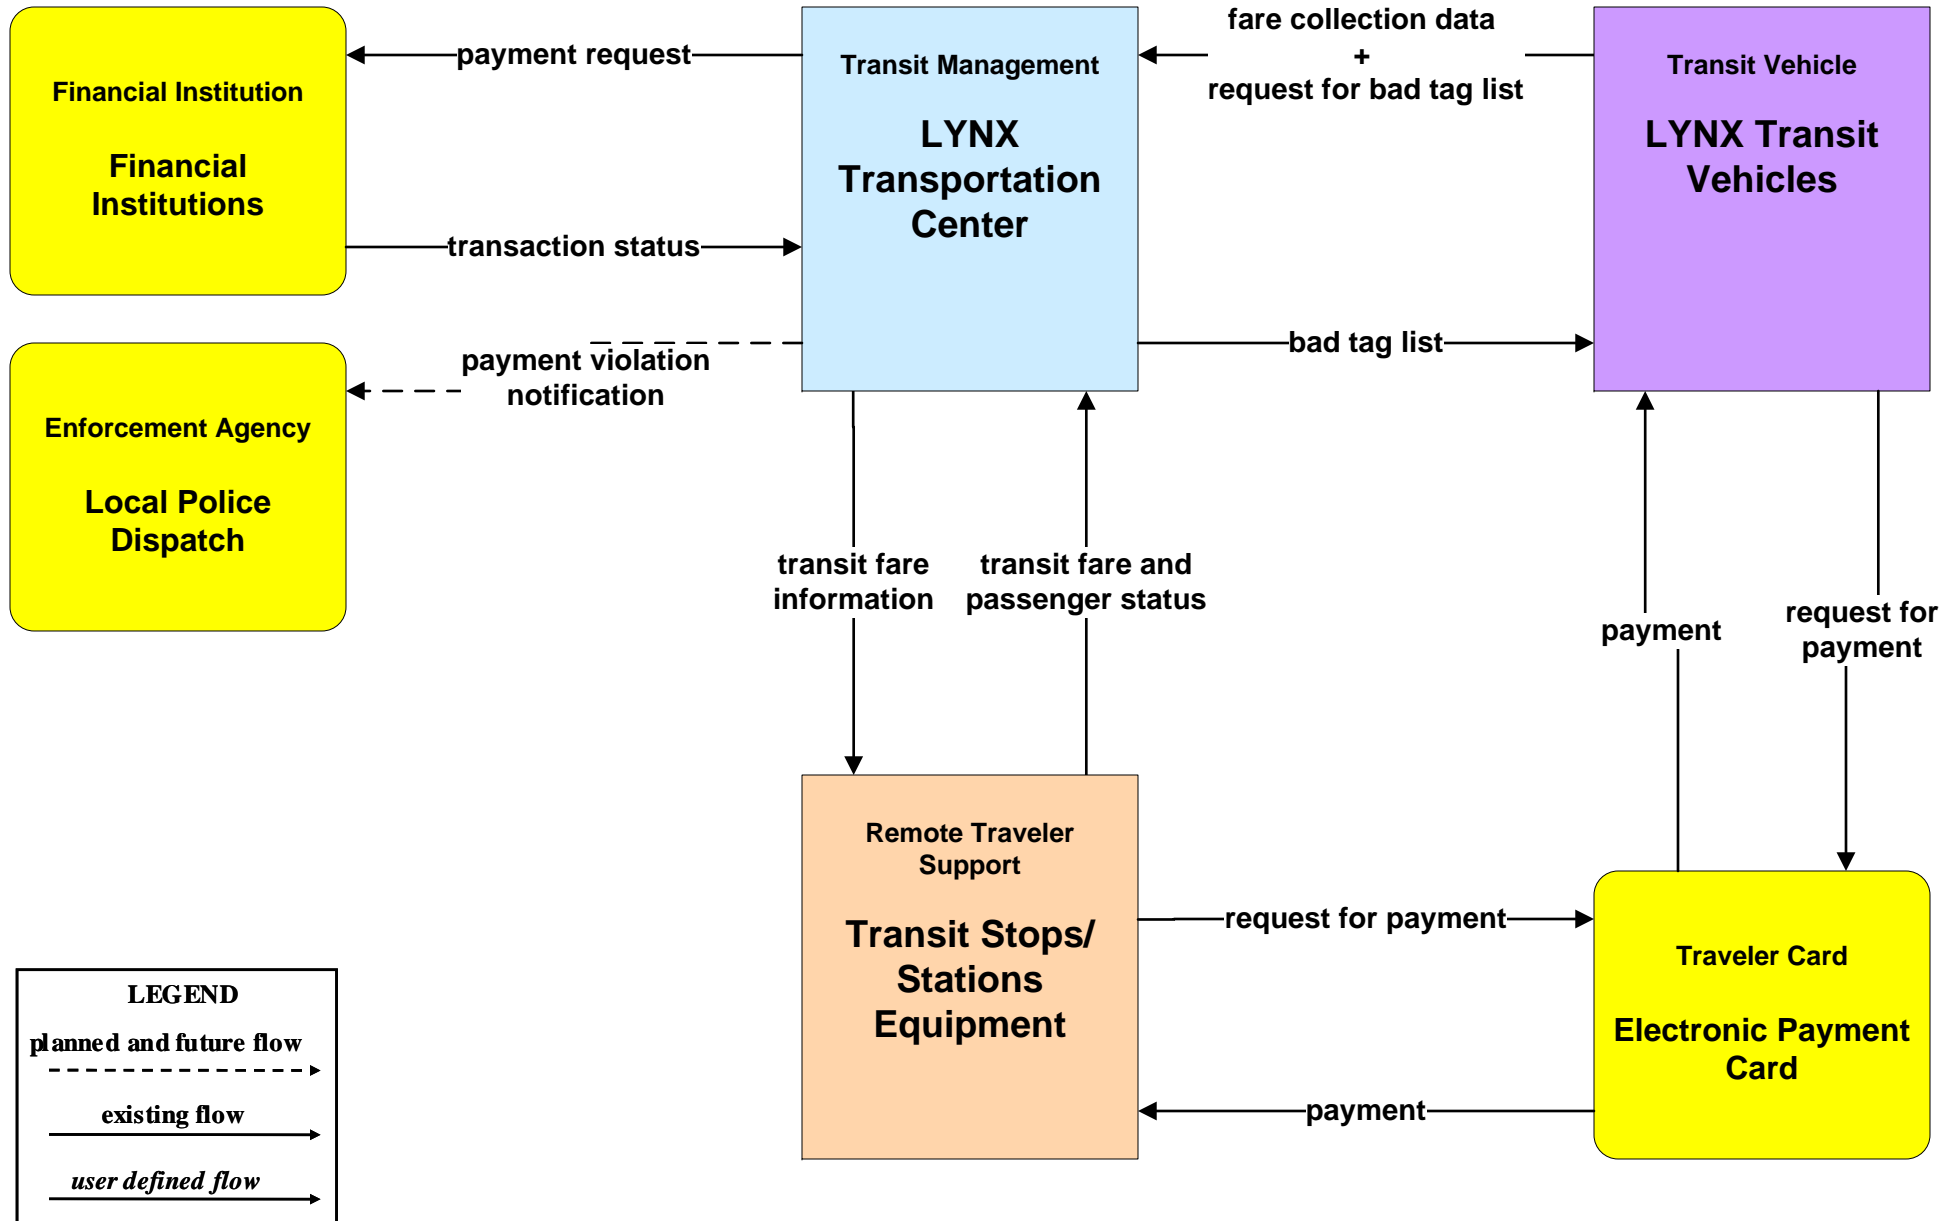 Financial Institution
Financial
Institutions
payment request
transaction status
Transit Management
LYNX
Transportation
Center
fare collection data
+
request for bad tag list
bad tag list
Transit Vehicle
LYNX Transit
Vehicles
Enforcement Agency
Local Police
Dispatch
payment violation
notification
transit fare
information
transit fare and
passenger status
payment
request for
payment
Remote Traveler
Support
Transit Stops/
Stations
Equipment
request for payment
payment
Traveler Card
Electronic Payment
Card
LEGEND
planned and future flow
existing flow
user defined flow